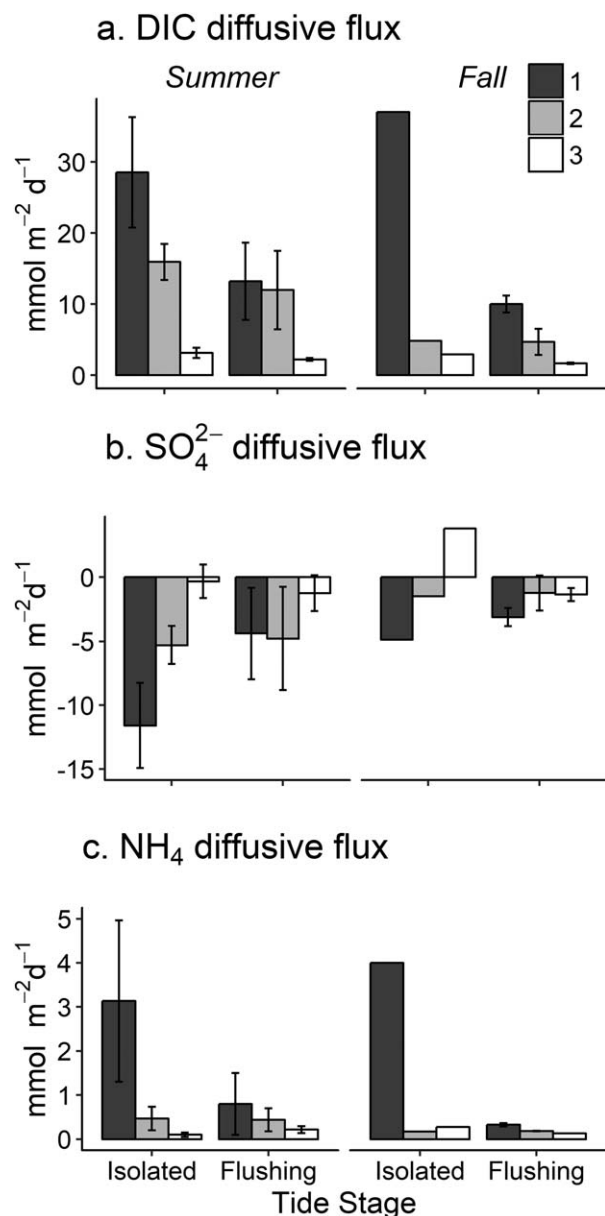 a. DIC diffusive flux
Summer
Fall
1
2
3
mmol m⁻² d⁻¹
30
20
10
0
b. SO₄²⁻ diffusive flux
mmol m⁻²d⁻¹
0
-5
-10
-15
c. NH₄ diffusive flux
mmol m⁻²d⁻¹
5
4
3
2
1
0
Isolated Flushing Isolated Flushing
Tide Stage